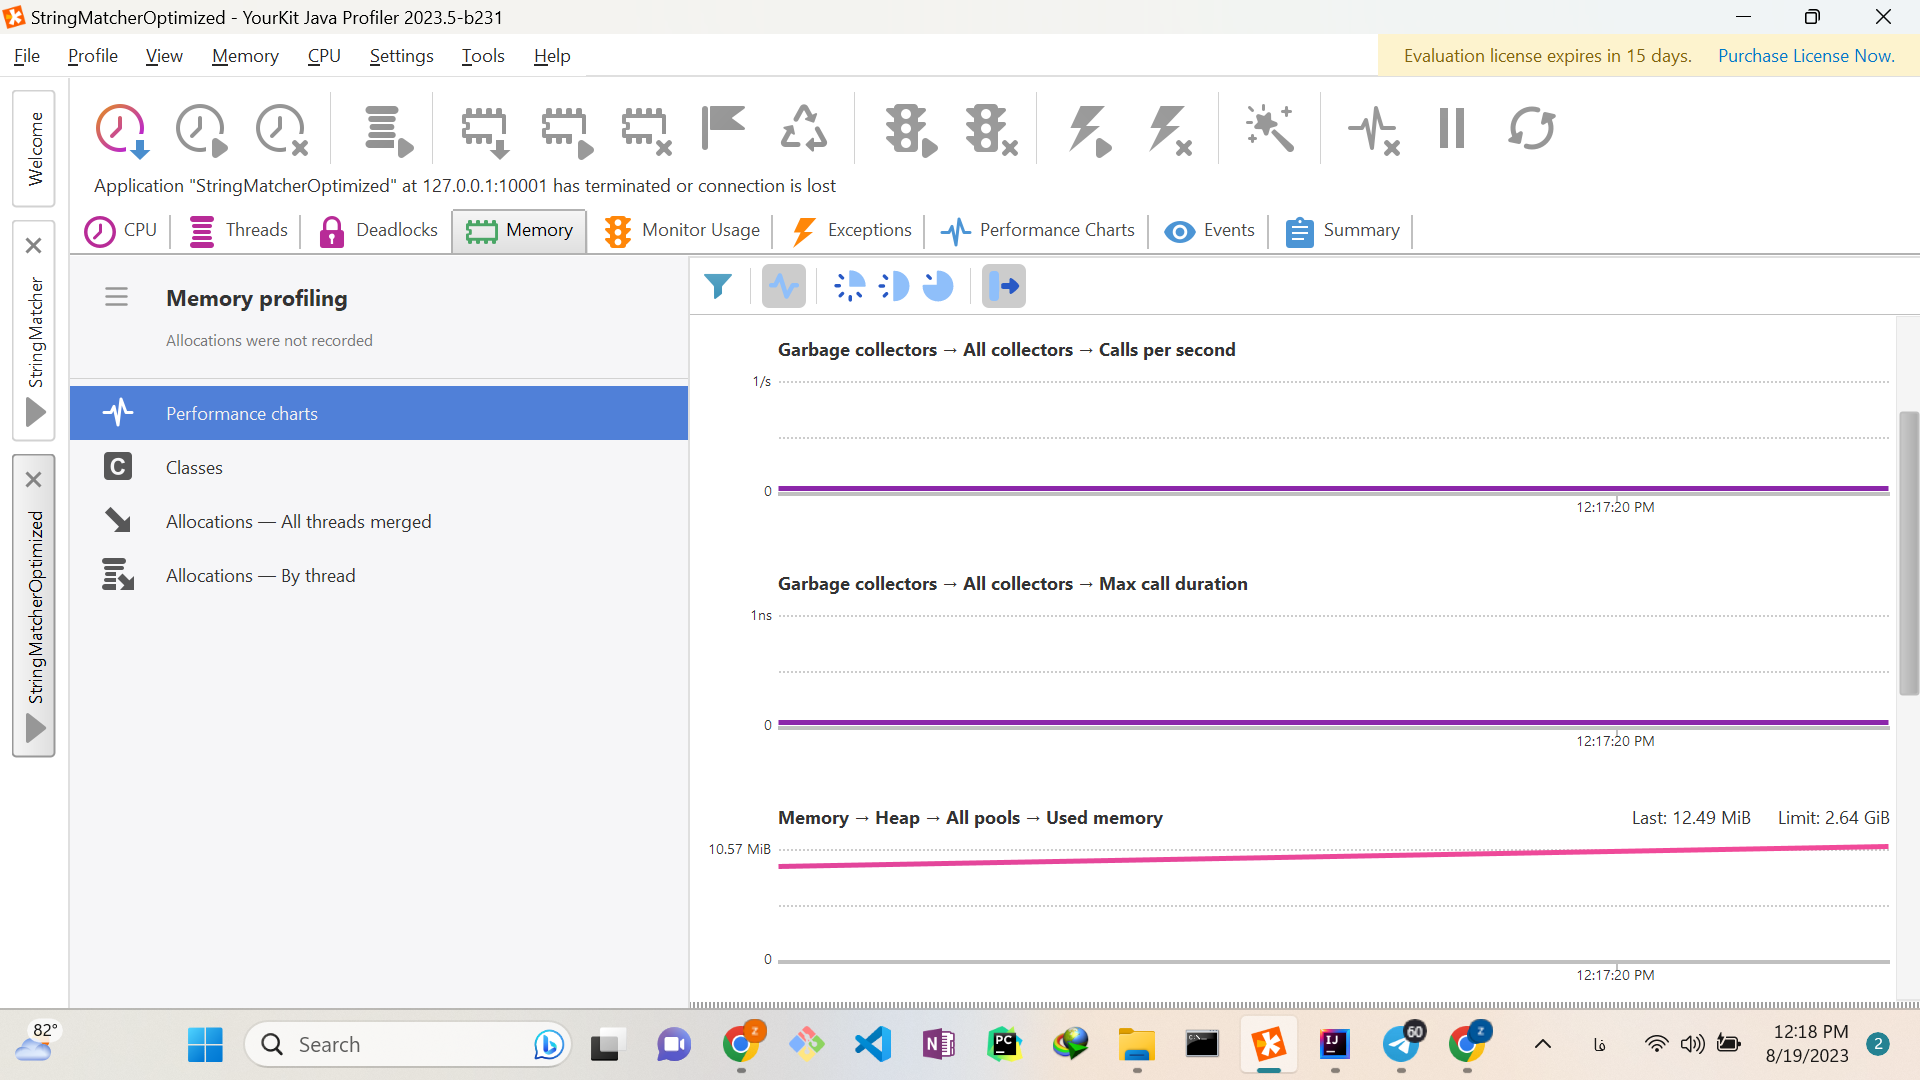 StringMatcherOptimized - YourKit Java Profiler 2023.5-b231
File Profile View Memory CPU Settings Tools Help
Evaluation license expires in 15 days. Purchase License Now.
Welcome
StringMatcher
StringMatcherOptimized
Application "StringMatcherOptimized" at 127.0.0.1:10001 has terminated or connection is lost
CPU Threads Deadlocks Memory Monitor Usage Exceptions Performance Charts Events Summary
Memory profiling
Allocations were not recorded
Performance charts
C Classes
Allocations — All threads merged
Allocations — By thread
Garbage collectors → All collectors → Calls per second
1/s
0
12:17:20 PM
Garbage collectors → All collectors → Max call duration
1ns
0
12:17:20 PM
Memory → Heap → All pools → Used memory Last: 12.49 MiB Limit: 2.64 GiB
10.57 MiB
0
12:17:20 PM
82°
Search
z
N
PC
IJ
60
z
فا
12:18 PM
8/19/2023
2